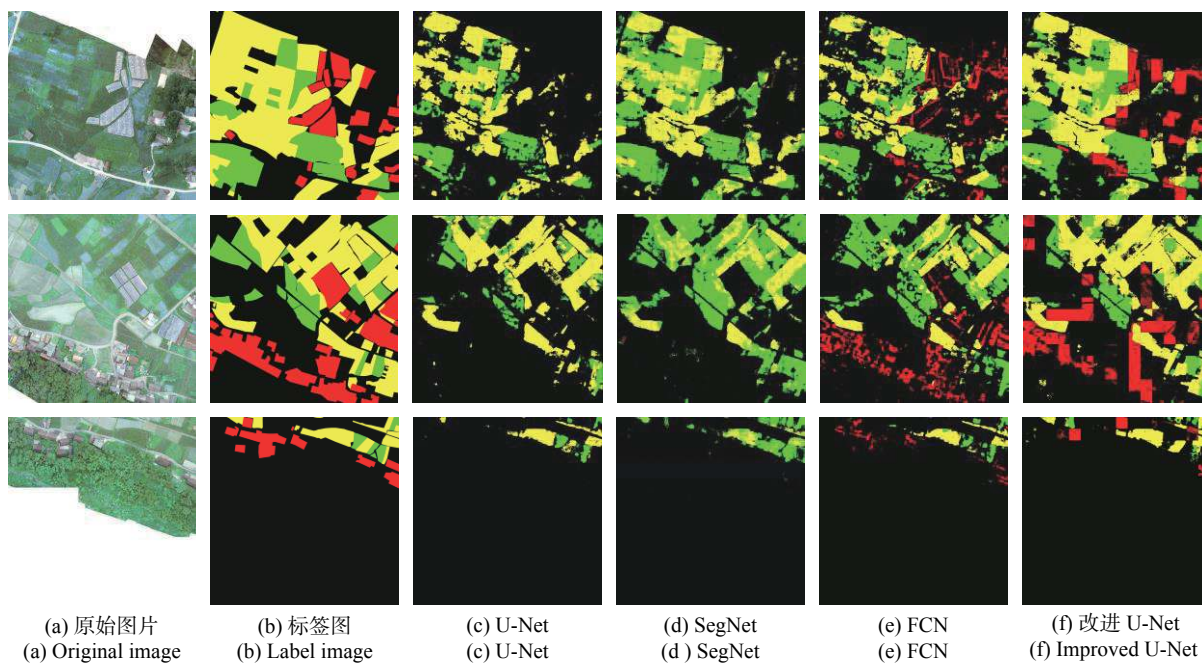 (a) 原始图片
(a) Original image
(b) 标签图
(b) Label image
(c) U-Net
(c) U-Net
(d) SegNet
(d ) SegNet
(e) FCN
(e) FCN
(f) 改进 U-Net
(f) Improved U-Net